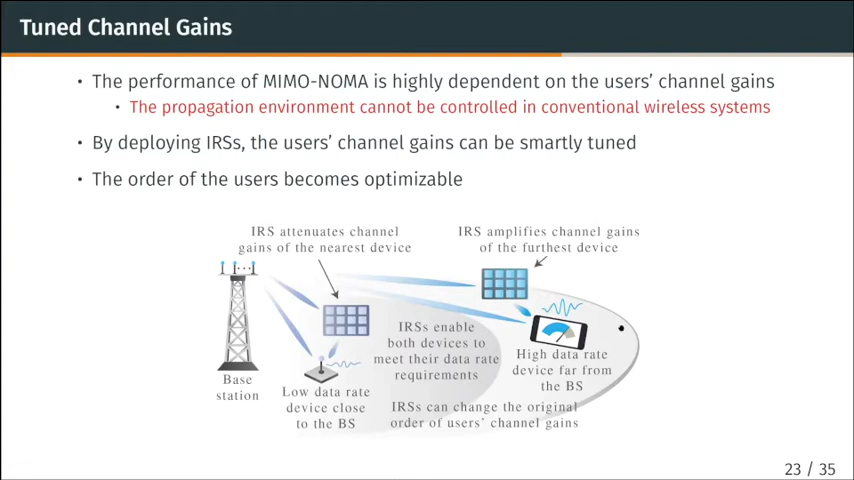 Tuned Channel Gains
• The performance of MIMO-NOMA is highly dependent on the users' channel gains
• The propagation environment cannot be controlled in conventional wireless systems
• By deploying IRSs, the users' channel gains can be smartly tuned
• The order of the users becomes optimizable
IRS attenuates channel
gains of the nearest device
IRS amplifies channel gains
of the furthest device
IRSs enable
both devices to
meet their data rate
requirements
High data rate
device far from
the BS
Base
station
Low data rate
device close
to the BS
IRSs can change the original
order of users' channel gains
23 / 35